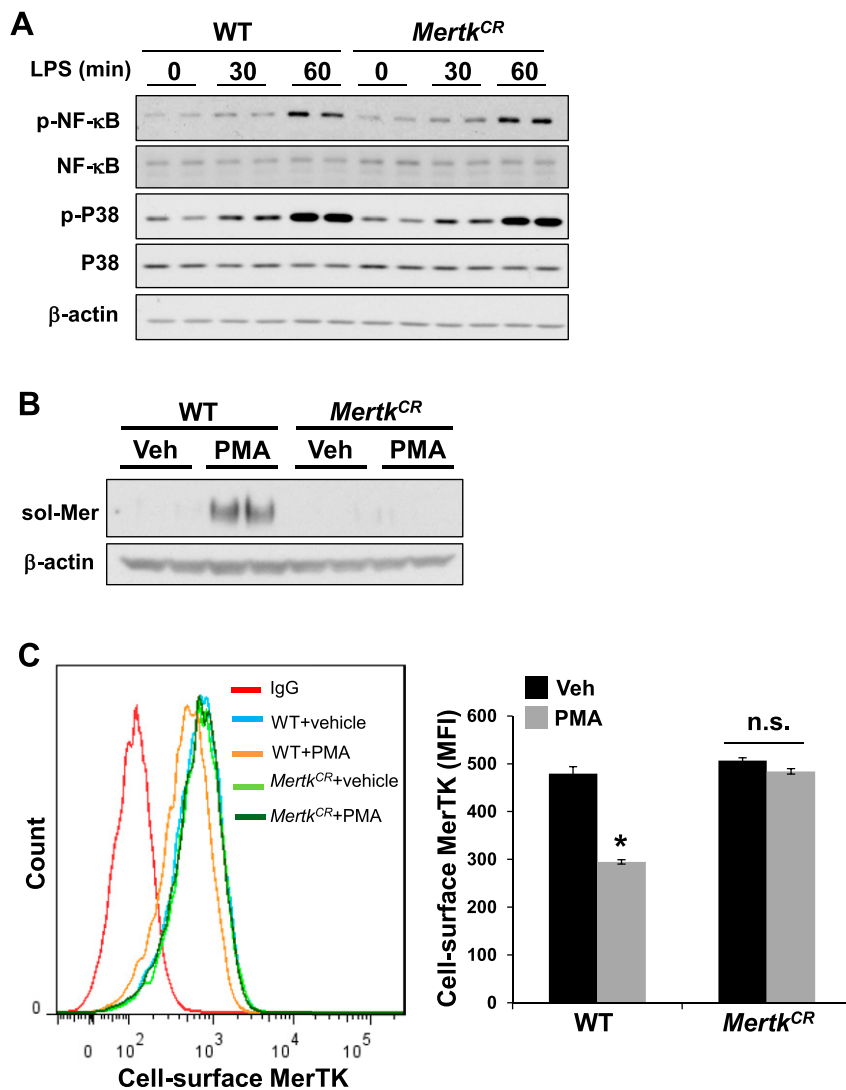 A
WT Mertk^CR
LPS (min) 0 30 60 0 30 60
p-NF-κB
NF-κB
p-P38
P38
β-actin
B
WT Mertk^CR
Veh PMA Veh PMA
sol-Mer
β-actin
C
IgG
WT+vehicle
WT+PMA
Mertk^CR+vehicle
Mertk^CR+PMA
Count
0
0 10^2 10^3 10^4 10^5
Cell-surface MerTK
Veh
PMA
Cell-surface MerTK (MFI)
600
500
400
300
200
100
0
*
n.s.
WT Mertk^CR